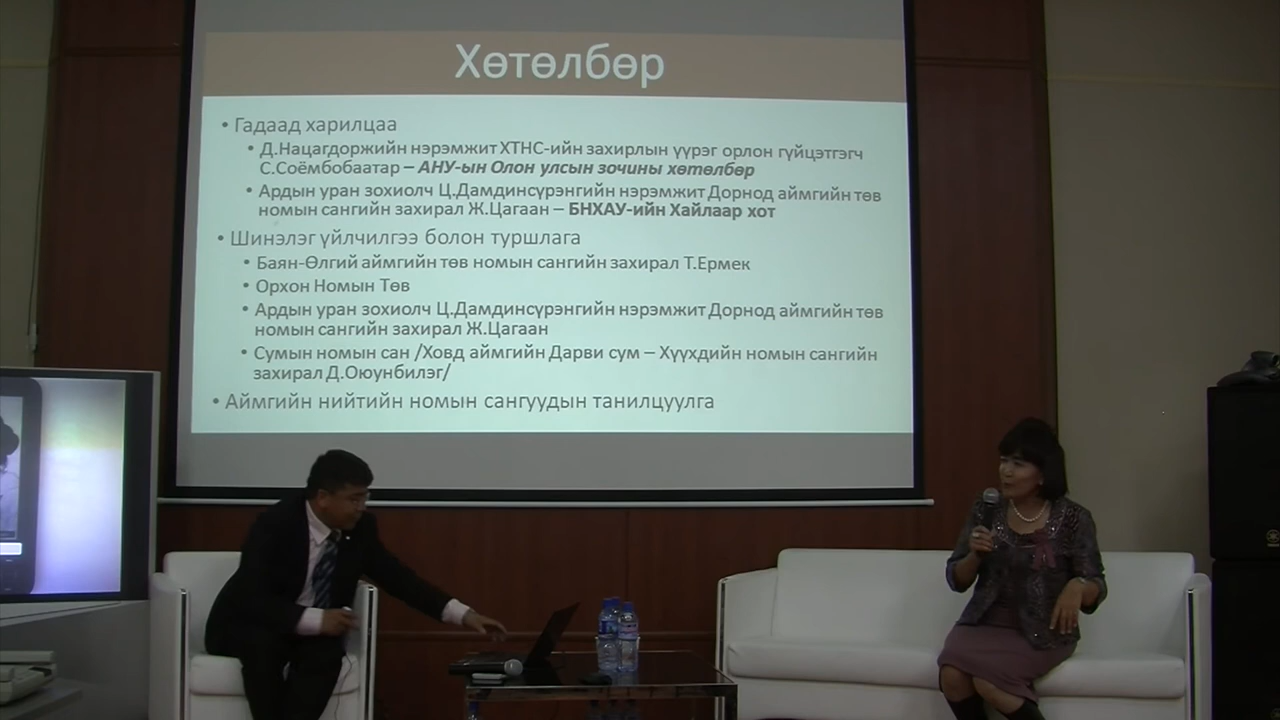 Хөтөлбөр
• Гадаад харилцаа
• Д.Нацагдоржийн нэрэмжит ХТНС-ийн захирлын үүрэг орлон гүйцэтгэгч
С.Соёмбобаатар – АНУ-ын Олон улсын зочины хөтөлбөр
• Ардын уран зохиолч Ц.Дамдинсүрэнгийн нэрэмжит Дорнод аймгийн төв
номын сангийн захирал Ж.Цагаан – БНХАУ-ийн Хайлаар хот
• Шинэлэг үйлчилгээ болон туршлага
• Баян-Өлгий аймгийн төв номын сангийн захирал Т.Ермек
• Орхон Номын Төв
• Ардын уран зохиолч Ц.Дамдинсүрэнгийн нэрэмжит Дорнод аймгийн төв
номын сангийн захирал Ж.Цагаан
• Сумын номын сан /Ховд аймгийн Дарви сум – Хүүхдийн номын сангийн
захирал Д.Оюунбилэг/
• Аймгийн нийтийн номын сангуудын танилцуулга